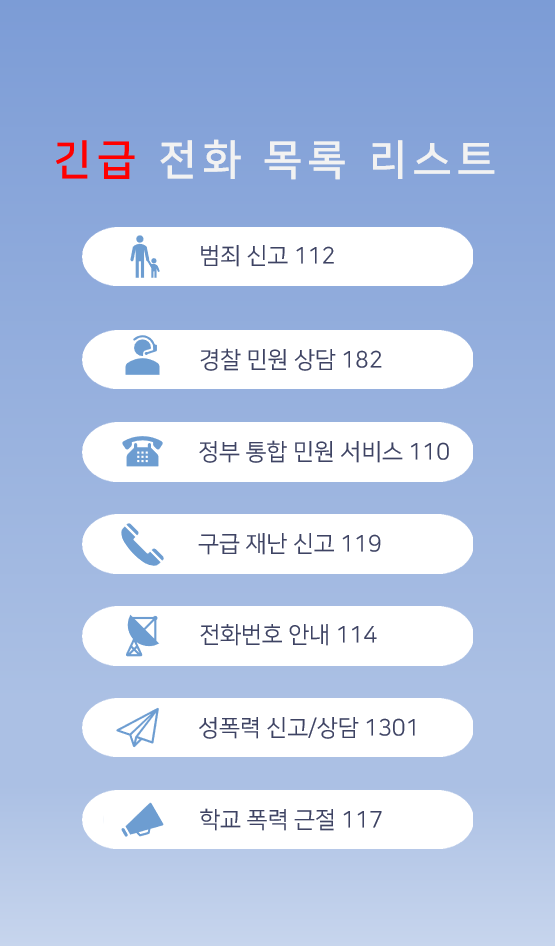 긴급 전화 목록 리스트
범죄 신고 112
경찰 민원 상담 182
정부 통합 민원 서비스 110
구급 재난 신고 119
전화번호 안내 114
성폭력 신고/상담 1301
학교 폭력 근절 117